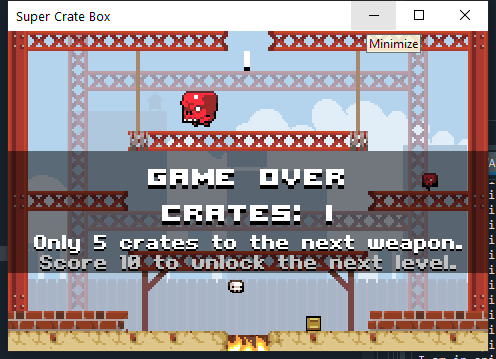 Super Crate Box
Minimize
GAME OVER
CRATES: 1
Only 5 crates to the next weapon.
Score 10 to unlock the next level.